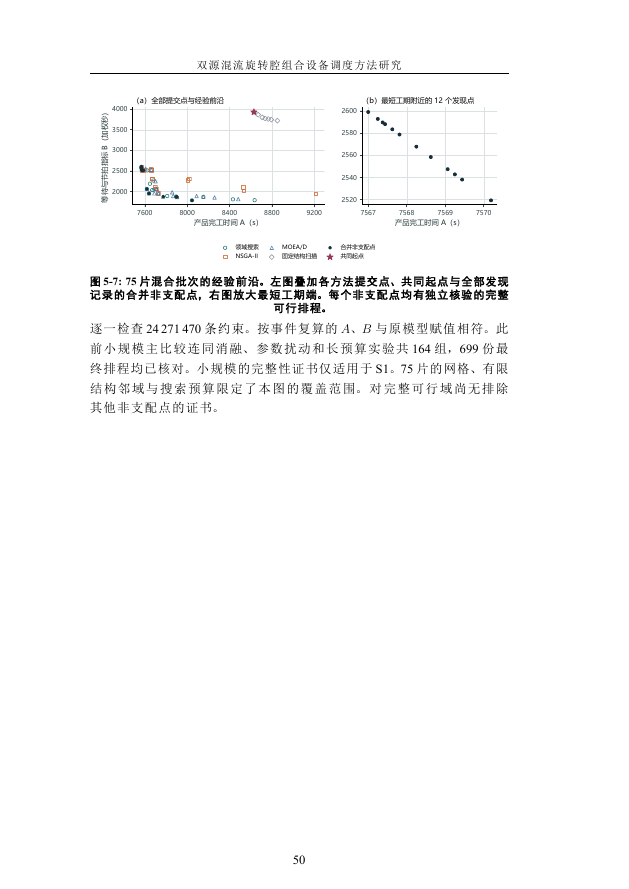 双源混流旋转腔组合设备调度方法研究
(a) 全部提交点与经验前沿
(b) 最短工期附近的 12 个发现点
等待与节拍指标 B（加权秒）
4000
3500
3000
2500
2000
7600
8000
8400
8800
9200
产品完工时间 A（s）
2600
2580
2560
2540
2520
7567
7568
7569
7570
产品完工时间 A（s）
领域搜索
MOEA/D
合并非支配点
NSGA-II
固定结构扫描
共同起点
图 5-7: 75 片混合批次的经验前沿。左图叠加各方法提交点、共同起点与全部发现
记录的合并非支配点，右图放大最短工期端。每个非支配点均有独立核验的完整
可行排程。
逐一检查 24 271 470 条约束。按事件复算的 A、B 与原模型赋值相符。此
前小规模主比较连同消融、参数扰动和长预算实验共 164 组，699 份最
终排程均已核对。小规模的完整性证书仅适用于 S1。75 片的网格、有限
结构邻域与搜索预算限定了本图的覆盖范围。对完整可行域尚无排除
其他非支配点的证书。
50